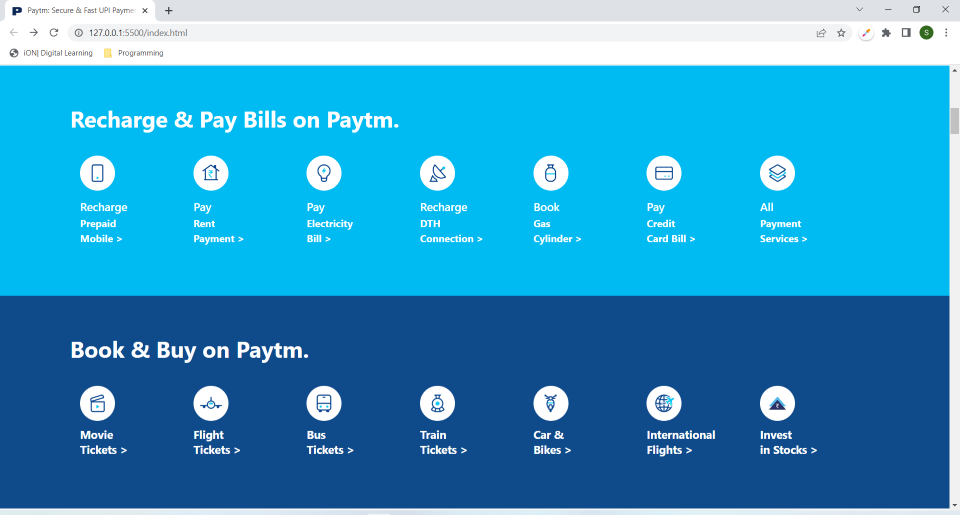 Paytm: Secure & Fast UPI Payme
127.0.0.1:5500/index.html
S
iON| Digital Learning
Programming
Recharge & Pay Bills on Paytm.
Recharge
Prepaid
Mobile >
Pay
Rent
Payment >
Pay
Electricity
Bill >
Recharge
DTH
Connection >
Book
Gas
Cylinder >
Pay
Credit
Card Bill >
All
Payment
Services >
Book & Buy on Paytm.
Movie
Tickets >
Flight
Tickets >
Bus
Tickets >
Train
Tickets >
Car &
Bikes >
International
Flights >
Invest
in Stocks >